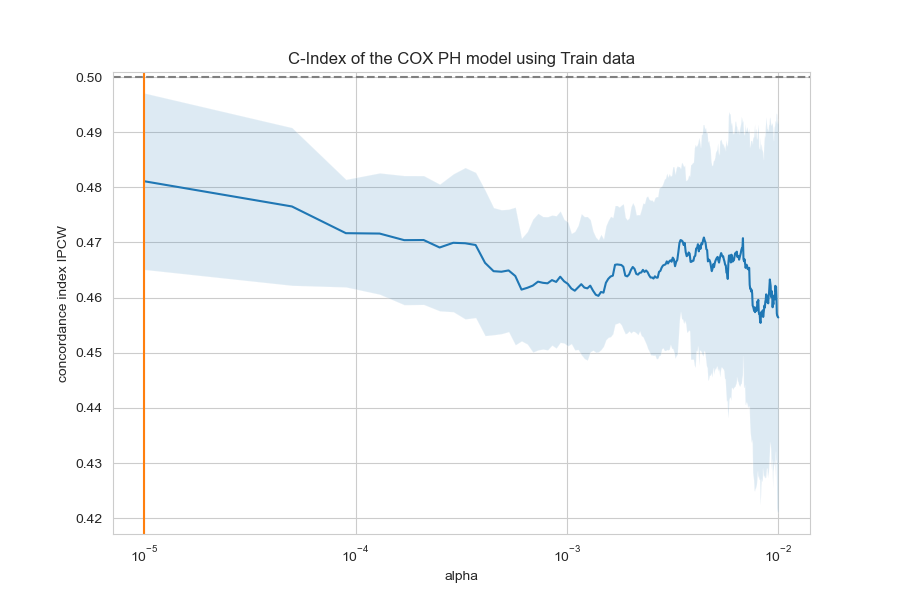 C-Index of the COX PH model using Train data
concordance index IPCW
0.50
0.49
0.48
0.47
0.46
0.45
0.44
0.43
0.42
10⁻⁵ 10⁻⁴ 10⁻³ 10⁻²
alpha